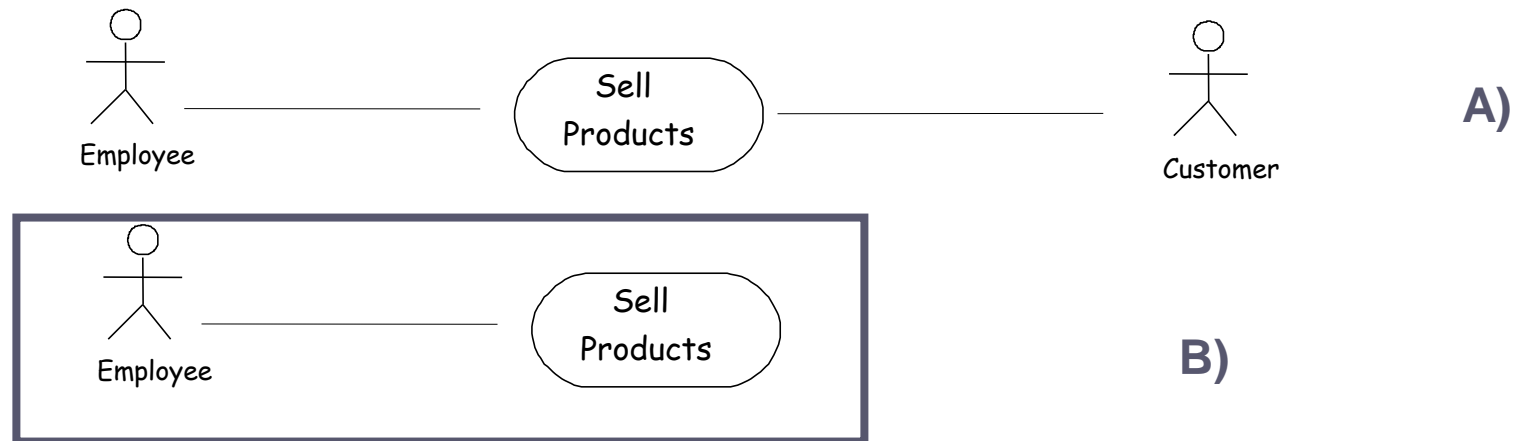 Sell
Products
Employee
Customer
A)
Sell
Products
Employee
B)